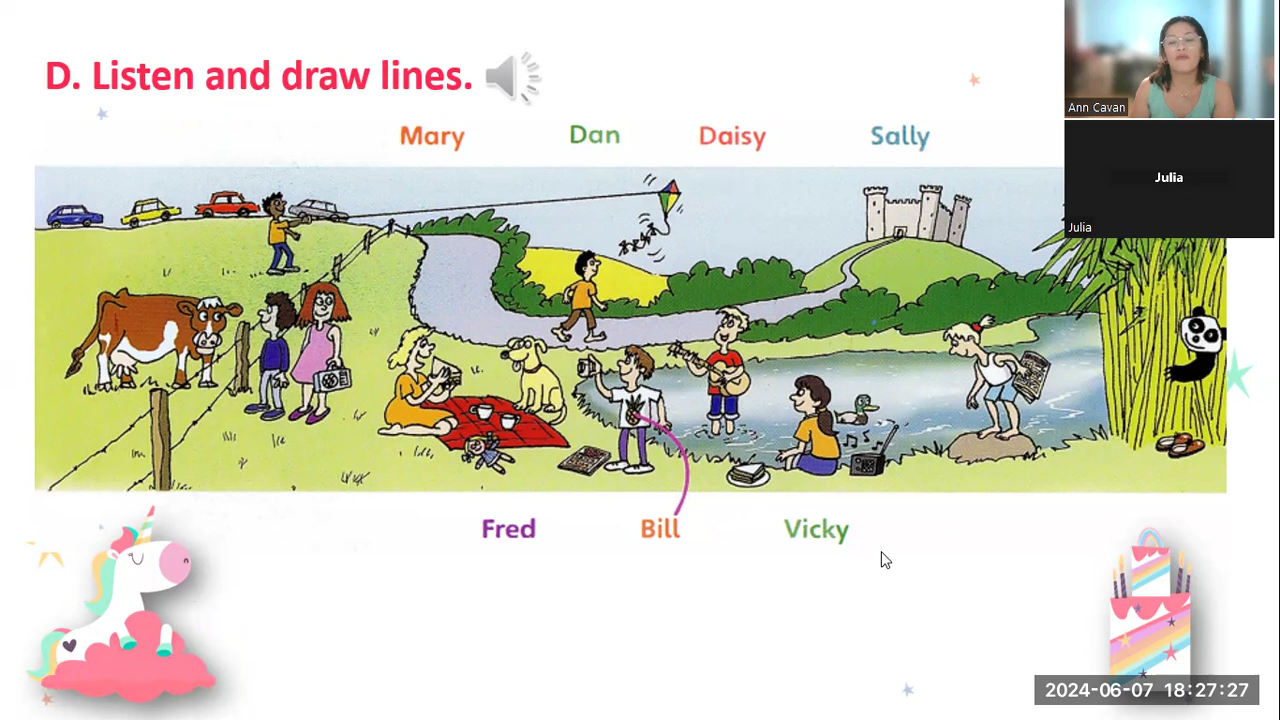 D. Listen and draw lines.
Mary Dan Daisy Sally
Fred Bill Vicky
Ann Cavan
Julia
Julia
2024-06-07 18:27:27